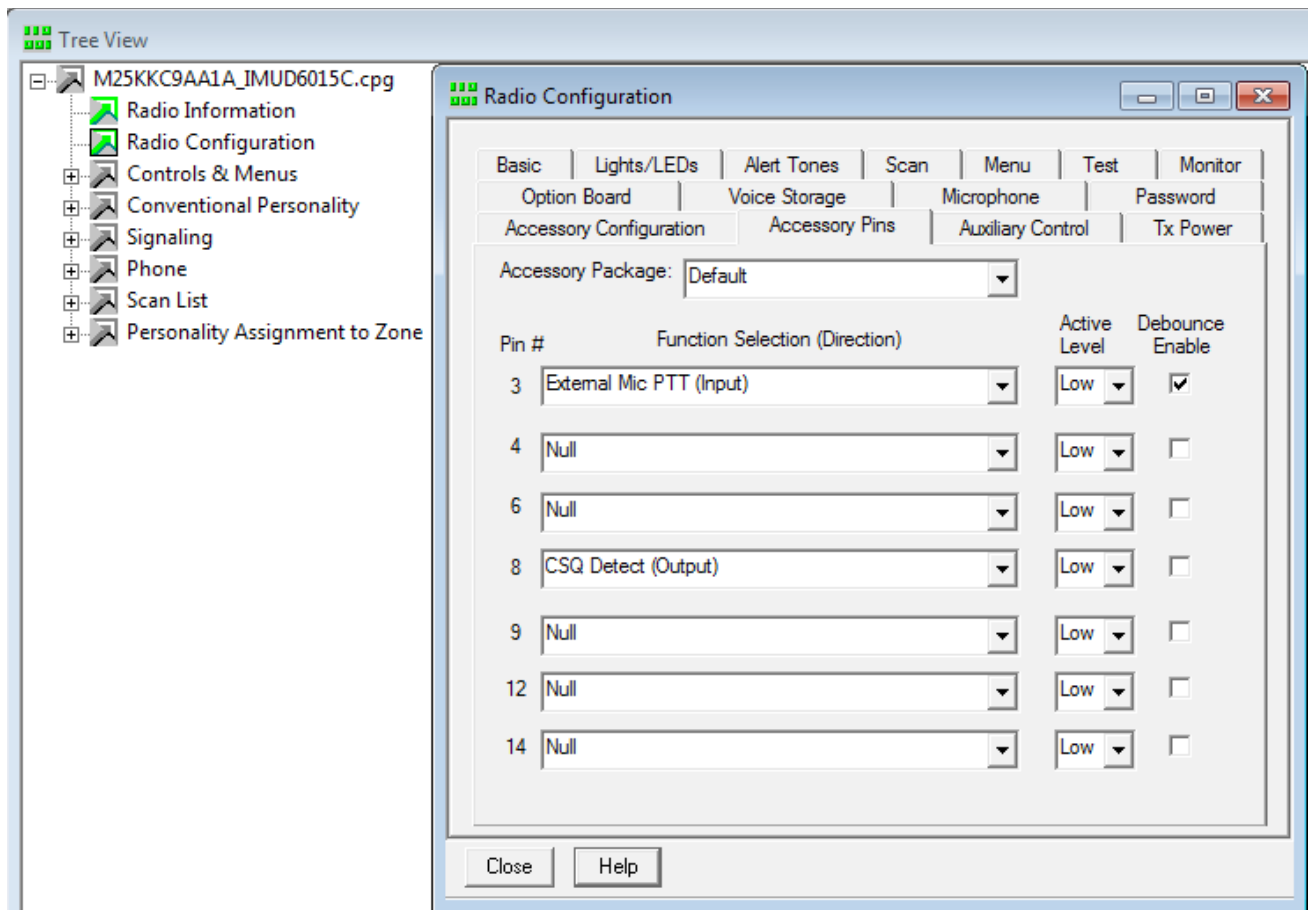 Tree View
M25KKC9AA1A_IMUD6015C.cpg
Radio Information
Radio Configuration
Controls & Menus
Conventional Personality
Signaling
Phone
Scan List
Personality Assignment to Zone
Radio Configuration
Basic Lights/LEDs Alert Tones Scan Menu Test Monitor
Option Board Voice Storage Microphone Password
Accessory Configuration Accessory Pins Auxiliary Control Tx Power
Accessory Package: Default
Pin # Function Selection (Direction) Active Level Debounce Enable
3 External Mic PTT (Input) Low
4 Null Low
6 Null Low
8 CSQ Detect (Output) Low
9 Null Low
12 Null Low
14 Null Low
Close Help